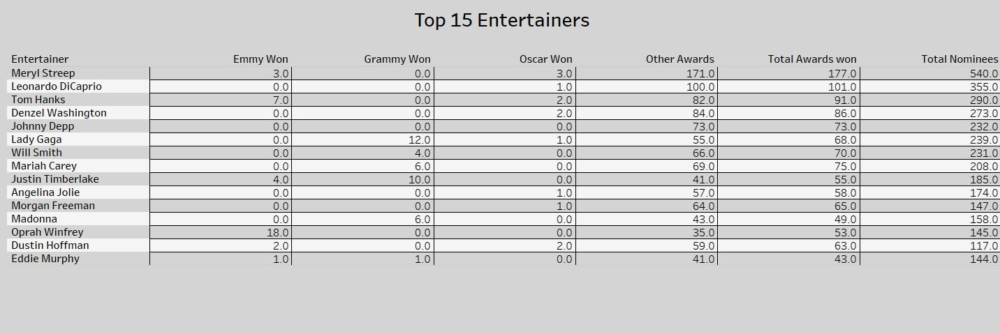 Top 15 Entertainers
Entertainer Emmy Won Grammy Won Oscar Won Other Awards Total Awards won Total Nominees
Meryl Streep 3.0 0.0 3.0 171.0 177.0 540.0
Leonardo DiCaprio 0.0 0.0 1.0 100.0 101.0 355.0
Tom Hanks 7.0 0.0 2.0 82.0 91.0 290.0
Denzel Washington 0.0 0.0 2.0 84.0 86.0 273.0
Johnny Depp 0.0 0.0 0.0 73.0 73.0 232.0
Lady Gaga 0.0 12.0 1.0 55.0 68.0 239.0
Will Smith 0.0 4.0 0.0 66.0 70.0 231.0
Mariah Carey 0.0 6.0 0.0 69.0 75.0 208.0
Justin Timberlake 4.0 10.0 0.0 41.0 55.0 185.0
Angelina Jolie 0.0 0.0 1.0 57.0 58.0 174.0
Morgan Freeman 0.0 0.0 1.0 64.0 65.0 147.0
Madonna 0.0 6.0 0.0 43.0 49.0 158.0
Oprah Winfrey 18.0 0.0 0.0 35.0 53.0 145.0
Dustin Hoffman 2.0 0.0 2.0 59.0 63.0 117.0
Eddie Murphy 1.0 1.0 0.0 41.0 43.0 144.0